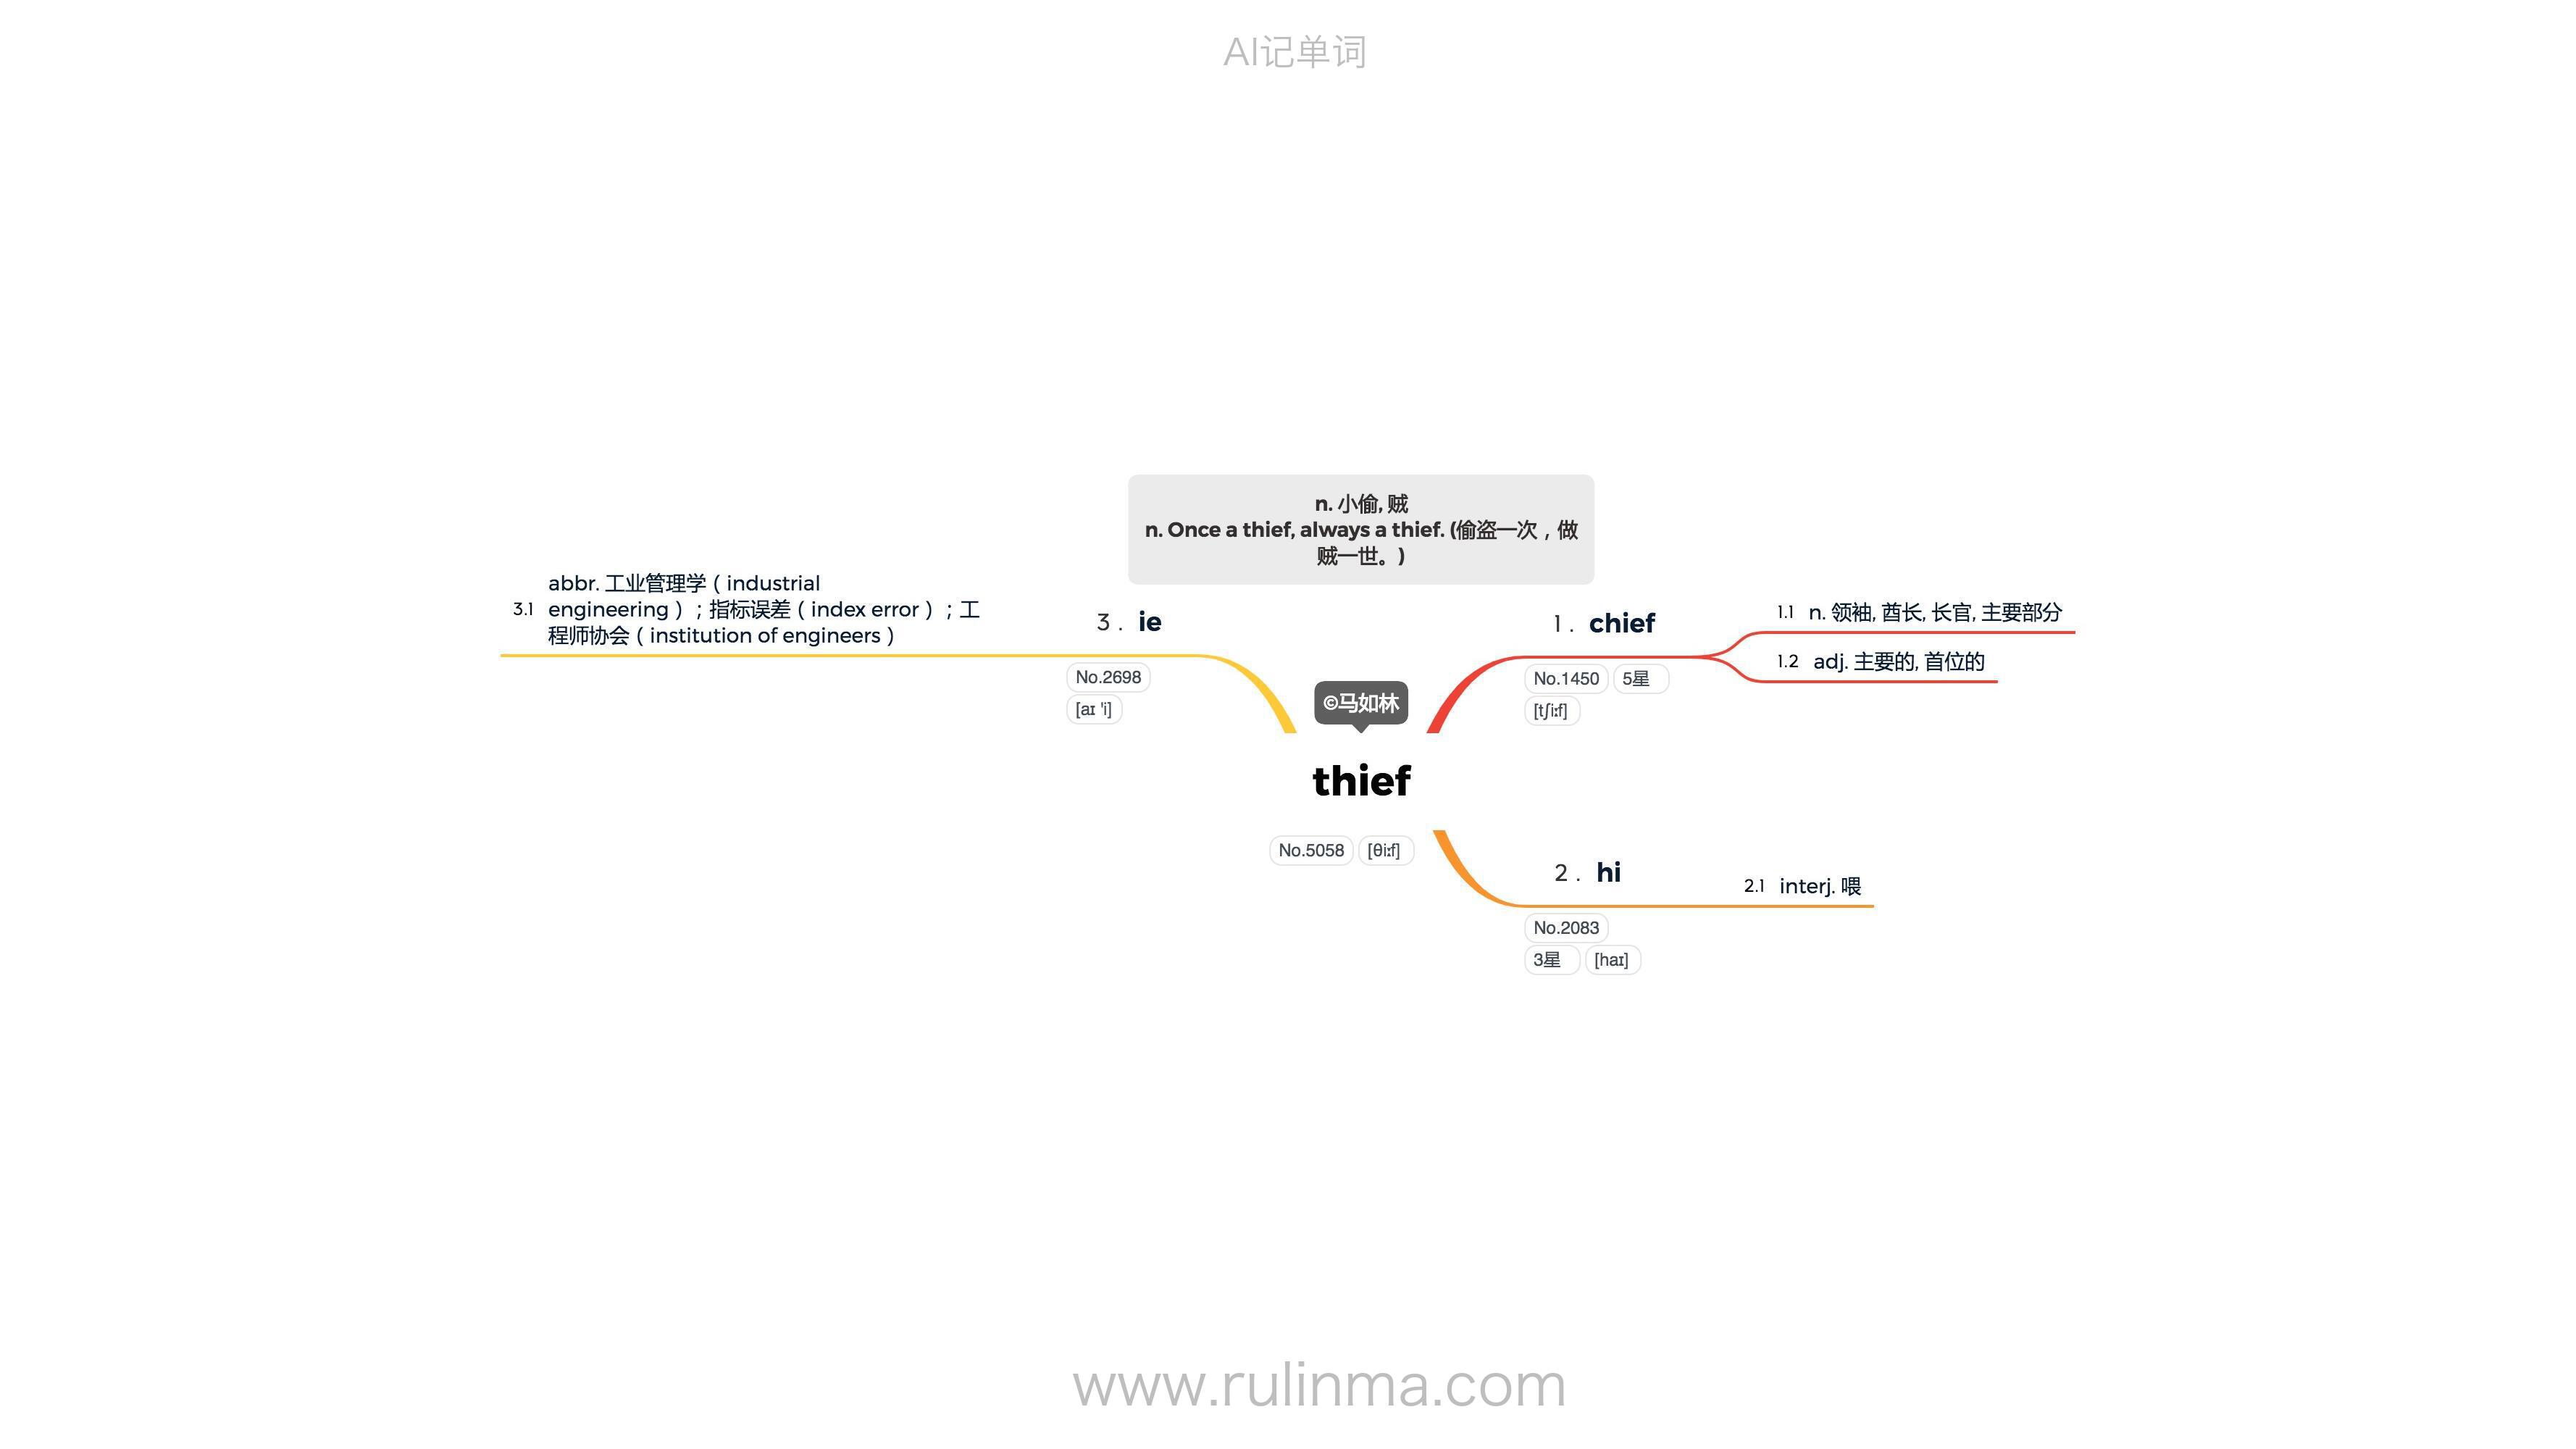 AI记单词
n. 小偷, 贼
n. Once a thief, always a thief. (偷盗一次，做
贼一世。)
abbr. 工业管理学（industrial
3.1 engineering）；指标误差（index error）；工
程师协会（institution of engineers）
3 . ie
No.2698
[aɪ 'i]
1 . chief
No.1450 5星
[tʃiːf]
1.1 n. 领袖, 酋长, 长官, 主要部分
1.2 adj. 主要的, 首位的
©马如林
thief
No.5058 [θiːf]
2 . hi
2.1 interj. 喂
No.2083
3星 [haɪ]
www.rulinma.com